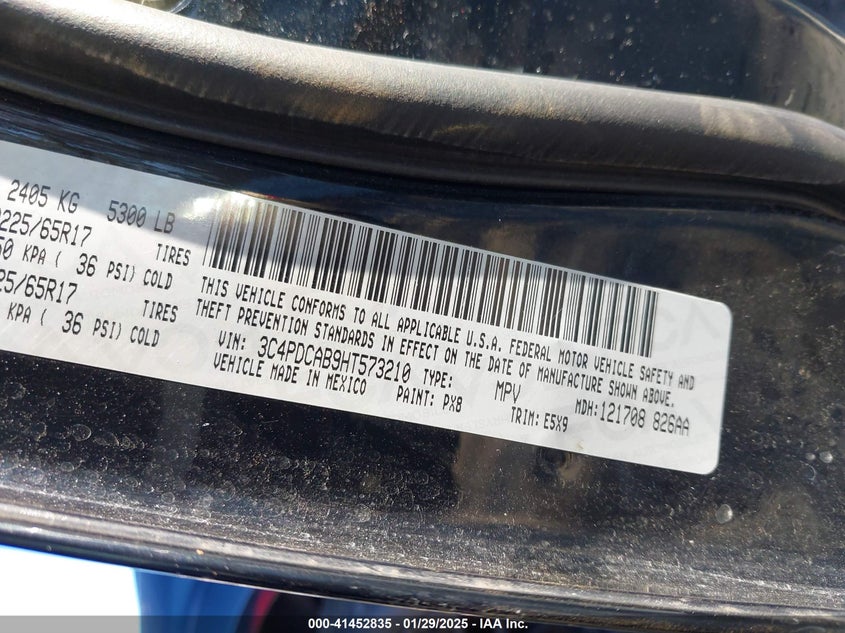 2405 KG 5300 LB
225/65R17 TIRES
50 KPA ( 36 PSI) COLD
25/65R17 TIRES
KPA ( 36 PSI) COLD
THIS VEHICLE CONFORMS TO ALL APPLICABLE U.S.A. FEDERAL MOTOR VEHICLE SAFETY AND
THEFT PREVENTION STANDARDS IN EFFECT ON THE DATE OF MANUFACTURE SHOWN ABOVE.
VIN: 3C4PDCAB9HT573210 TYPE: MPV MDH:121708 826AA
VEHICLE MADE IN MEXICO PAINT: PX8 TRIM: E5X9
000-41452835 - 01/29/2025 - IAA Inc.